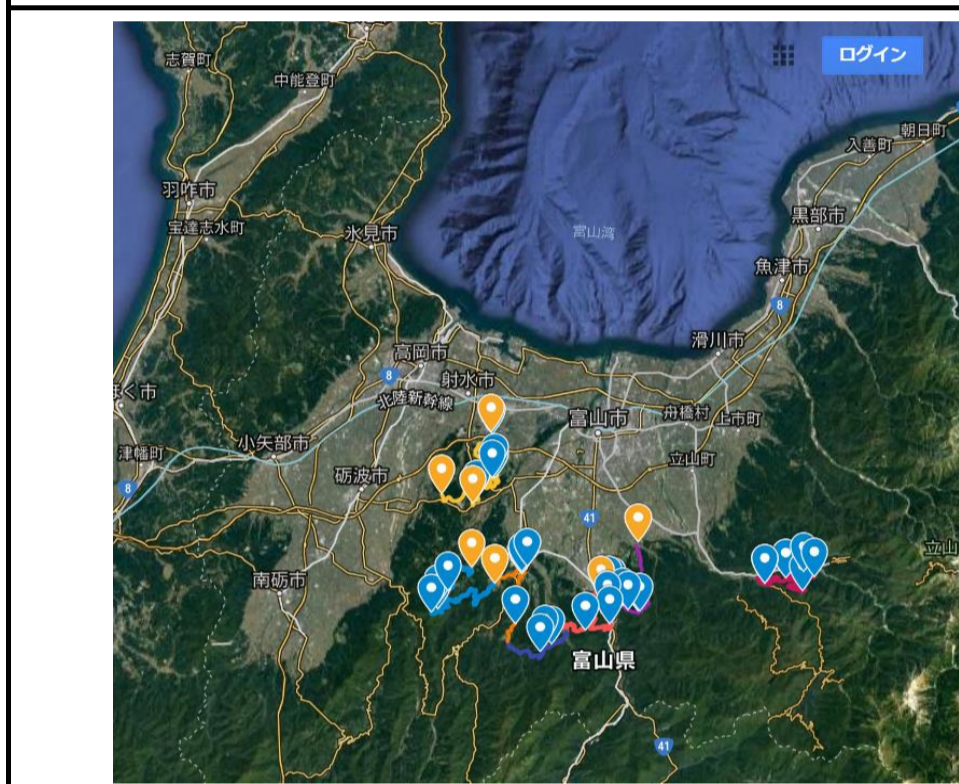 志賀町
中能登町
ログイン
朝日町
入善町
羽咋市
宝達志水町
氷見市
富山湾
黒部市
魚津市
8
滑川市
高岡市
8
射水市
北陸新幹線
富山市
舟橋村
上市町
小矢部市
津幡町
立山町
砺波市
8
41
立山
南砺市
富山県
41